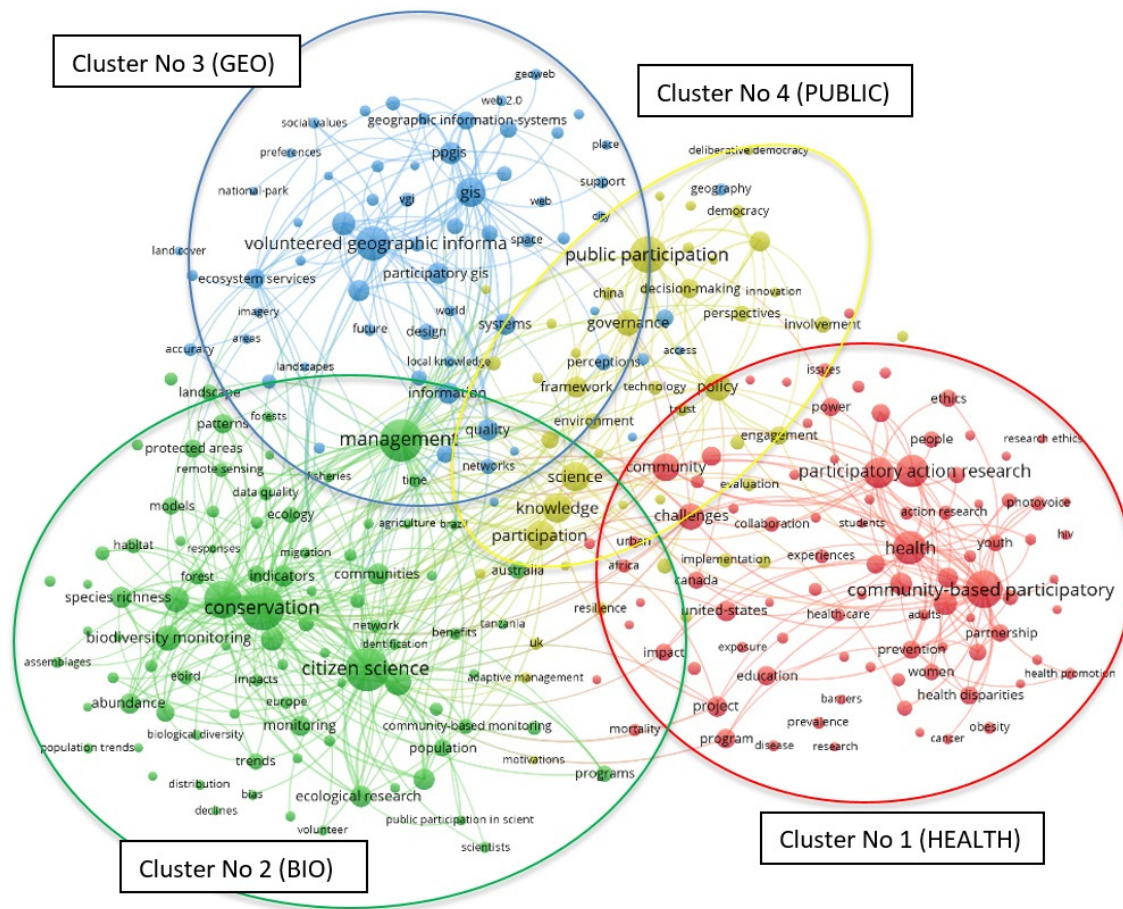 Cluster No 3 (GEO)
Cluster No 4 (PUBLIC)
geoweb
web 2.0
social values
geographic information-systems
place
preferences
ppgis
deliberative democracy
national-park
vgi
gis
web
support
geography
city
democracy
land cover
volunteered geographic informa
space
public participation
ecosystem services
participatory gis
decision-making
innovation
china
imagery
world
perspectives
areas
future
design
systems
governance
involvement
accuracy
local knowledge
perceptions
access
landscapes
issues
landscape
information
framework
technology
policy
forests
trust
power
ethics
patterns
environment
management
quality
engagement
people
research ethics
protected areas
remote sensing
fisheries
time
networks
science
community
participatory action research
data quality
evaluation
models
ecology
knowledge
challenges
action research
photovoice
agriculture
brazil
collaboration
students
hiv
habitat
responses
migration
participation
urban
health
youth
forest
indicators
communities
australia
africa
implementation
experiences
species richness
conservation
canada
community-based participatory
network
tanzania
resilience
united-states
health-care
adults
biodiversity monitoring
dentification
benefits
uk
exposure
partnership
assemblages
citizen science
impact
prevention
ebird
impacts
adaptive management
education
women
health promotion
abundance
europe
health disparities
biological diversity
monitoring
community-based monitoring
mortality
project
barriers
prevalence
obesity
population trends
population
program
disease
research
cancer
trends
motivations
programs
distribution
bias
ecological research
declines
public participation in scient
volunteer
scientists
Cluster No 2 (BIO)
Cluster No 1 (HEALTH)